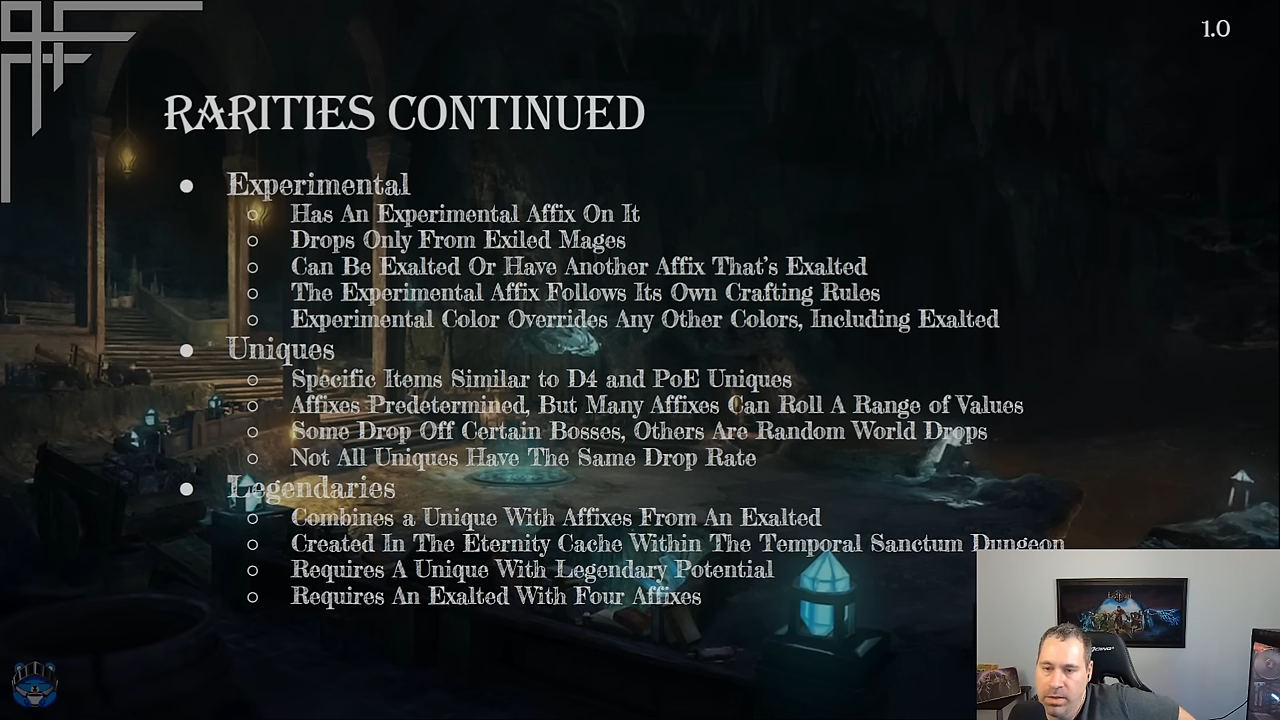 1.0
RARITIES CONTINUED
● Experimental
○ Has An Experimental Affix On It
○ Drops Only From Exiled Mages
○ Can Be Exalted Or Have Another Affix That's Exalted
○ The Experimental Affix Follows Its Own Crafting Rules
○ Experimental Color Overrides Any Other Colors, Including Exalted
● Uniques
○ Specific Items Similar to D4 and PoE Uniques
○ Affixes Predetermined, But Many Affixes Can Roll A Range of Values
○ Some Drop Off Certain Bosses, Others Are Random World Drops
○ Not All Uniques Have The Same Drop Rate
● Legendaries
○ Combines a Unique With Affixes From An Exalted
○ Created In The Eternity Cache Within The Temporal Sanctum Dungeon
○ Requires A Unique With Legendary Potential
○ Requires An Exalted With Four Affixes